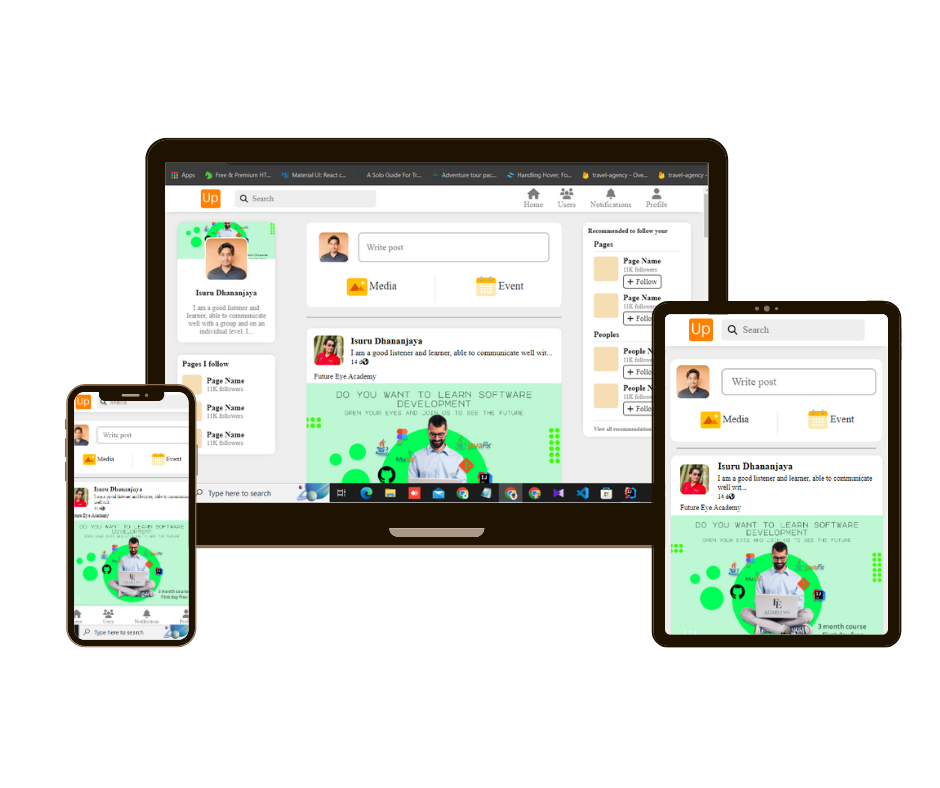 Apps
Free & Premium HT...
Material UI: React c...
A Solo Guide For Tr...
Adventure tour pac...
Handling Hover, Fo...
travel-agency - Ove...
travel-agency -
Up
Search
Home
Users
Notifications
Profile
Isuru Dhananjaya
I am a good listener and
learner, able to communicate
well with a group and on an
individual level. I...
Pages I follow
Page Name
11K followers
Page Name
11K followers
Page Name
Write post
Media
Event
Isuru Dhananjaya
I am a good listener and learner, able to communicate well wit...
14 d
Future Eye Academy
DO YOU WANT TO LEARN SOFTWARE
DEVELOPMENT
OPEN YOUR EYES AND JOIN US TO SEE THE FUTURE
Recommended to follow your
Pages
Page Name
11K followers
+ Follow
Page Name
11K followers
+ Follo
Peoples
People N
11K followe
+ Follo
People N
11K followe
+ Follo
View all recommendation
Type here to search
Up
Search
Write post
Media
Event
Isuru Dhananjaya
I am a good listener and learner, able to communicate
well wit...
14 d
Future Eye Academy
DO YOU WANT TO LEARN SOFTWARE
DEVELOPMENT
OPEN YOUR EYES AND JOIN US TO SEE THE FUTURE
JavaFX
ACADEMY
3 month course
Up
Search
Write post
Media
Event
Isuru Dhananjaya
I am a good listener and learner, able to communicate
well wit...
14 d
Future Eye Academy
DO YOU WANT TO LEARN SOFTWARE
DEVELOPMENT
OPEN YOUR EYES AND JOIN US TO SEE THE FUTURE
3 month course
First day Free
Users
Type here to search